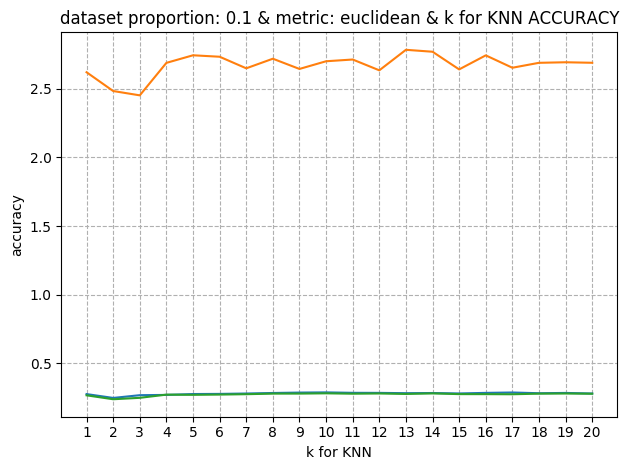 dataset proportion: 0.1 & metric: euclidean & k for KNN ACCURACY
2.5
2.0
1.5
1.0
0.5
accuracy
1 2 3 4 5 6 7 8 9 10 11 12 13 14 15 16 17 18 19 20
k for KNN